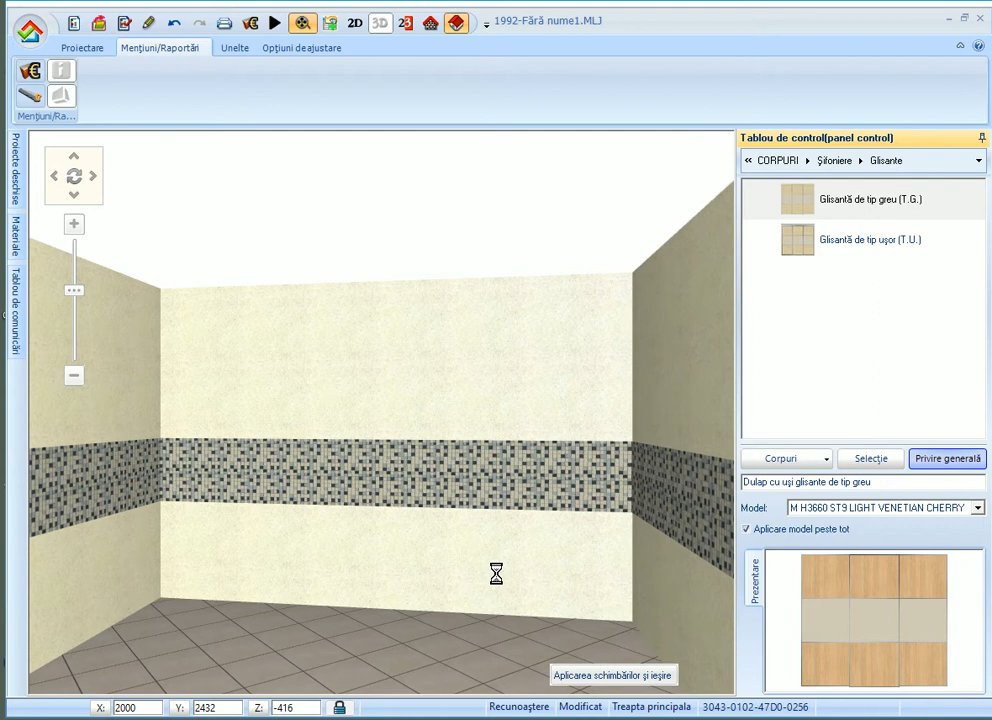 2D
3D
23
1992-Fără nume1.MLJ
Proiectare
Mențiuni/Raportări
Unelte
Opțiuni de ajustare
Mențiuni/Ra...
Proiecte deschise
Materiale
Tablou de comunicări
Tablou de control(panel control)
« CORPURI
Șifoniere
Glisante
Glisantă de tip greu (T.G.)
Glisantă de tip ușor (T.U.)
Corpuri
Selecție
Privire generală
Dulap cu uși glisante de tip greu
Model:
M H3660 ST9 LIGHT VENETIAN CHERRY
Aplicare model peste tot
Prezentare
Aplicarea schimbărilor și ieșire
X: 2000
Y: 2432
Z: -416
Recunoaștere
Modificat
Treapta principala
3043-0102-47D0-0256